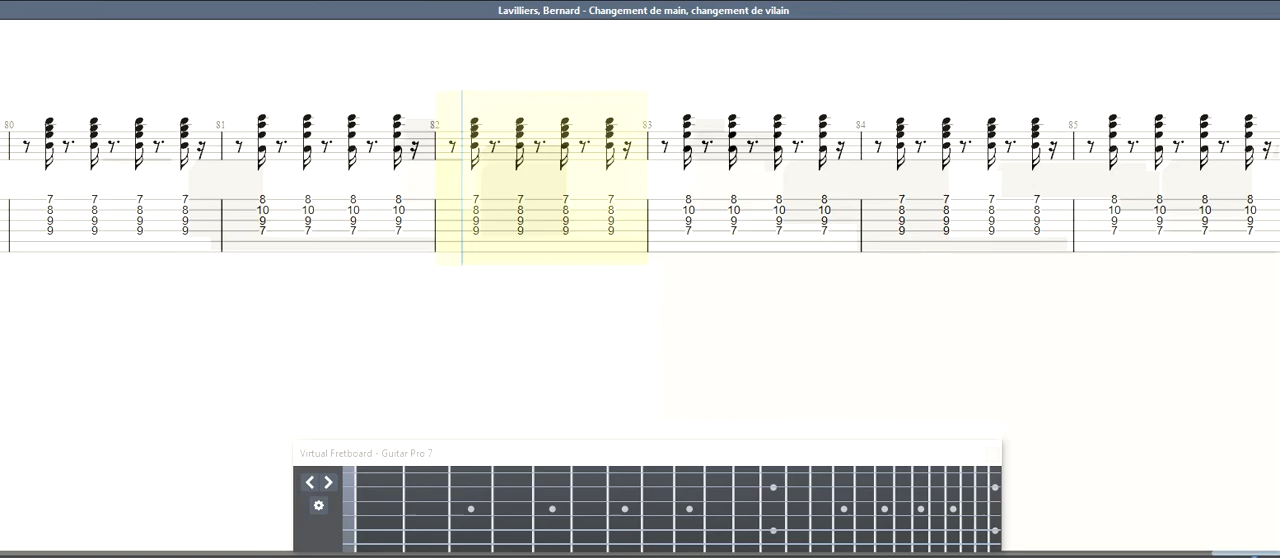 Lavilliers, Bernard - Changement de main, changement de vilain
80 81 82 83 84 85
7 7 7 7 8 8 8 8 7 7 7 7 8 8 8 8 7 7 7 7 8 8 8 8
8 8 8 8 10 10 10 10 8 8 8 8 10 10 10 10 8 8 8 8 10 10 10 10
9 9 9 9 9 9 9 9 9 9 9 9 9 9 9 9 9 9 9 9 9 9 9 9
9 9 9 9 7 7 7 7 9 9 9 9 7 7 7 7 9 9 9 9 7 7 7 7
Virtual Fretboard - Guitar Pro 7